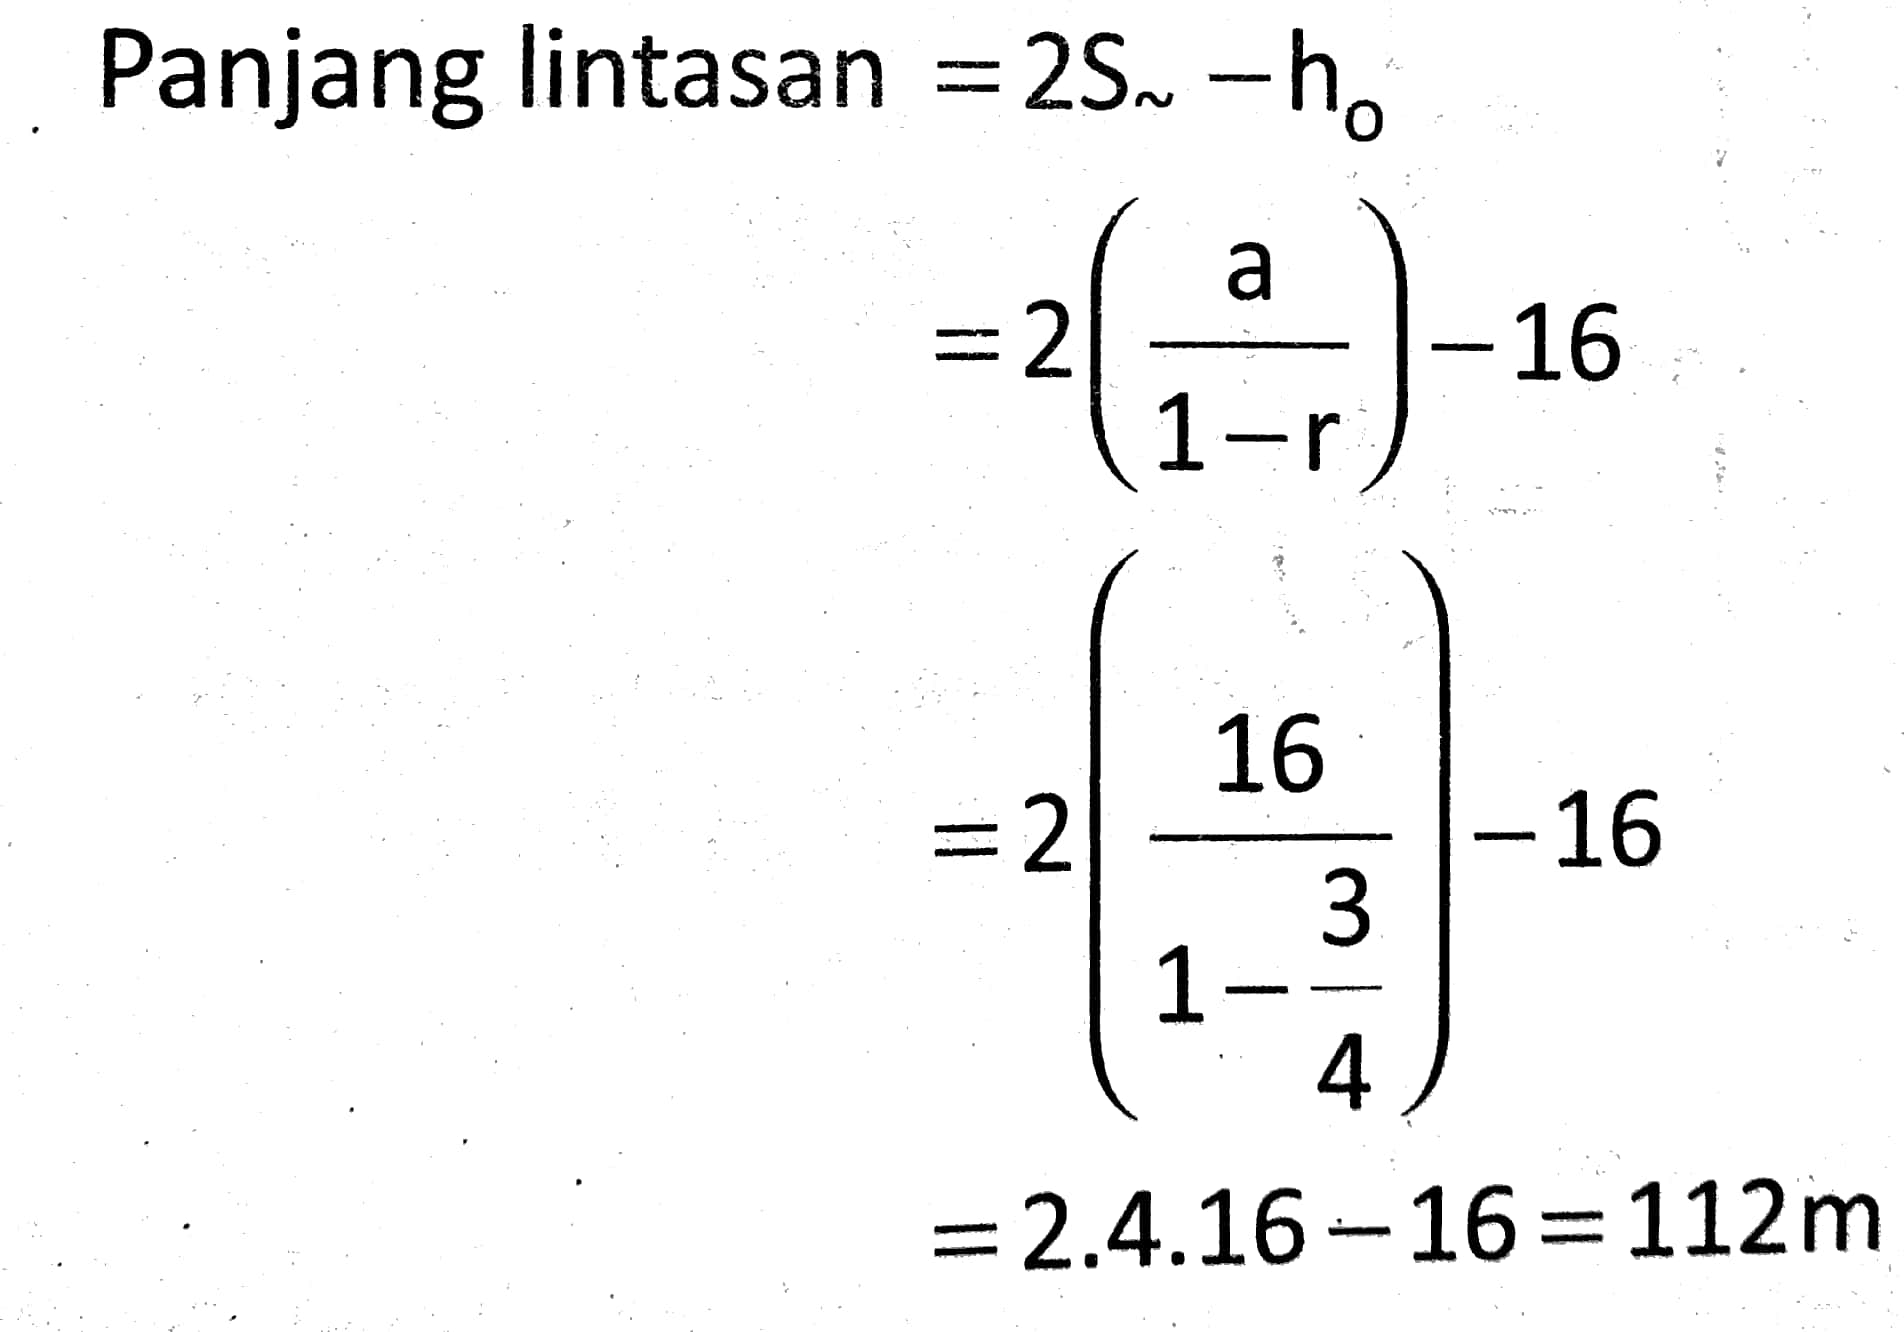 Panjang lintasan = 2S~ − h₀
= 2(a/(1−r)) − 16
= 2(16/(1−3/4)) − 16
= 2.4.16 − 16 = 112m